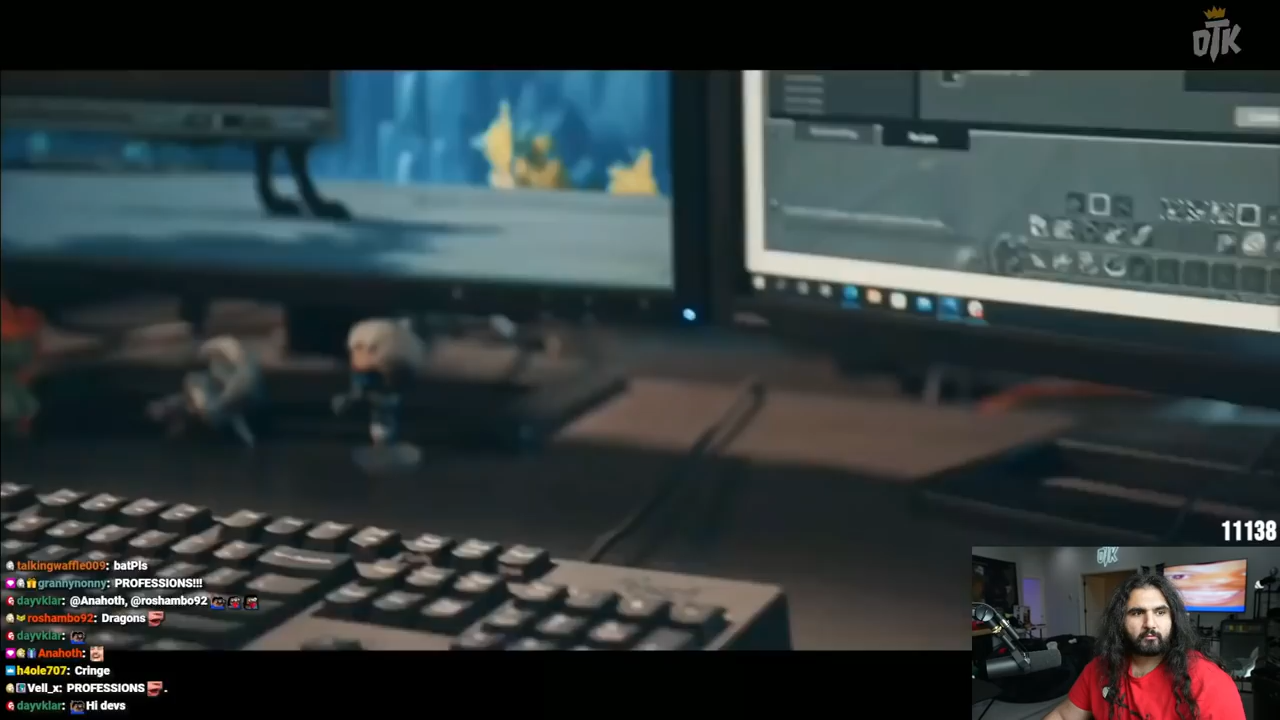 DTK
11138
talkingwaffle009: batPls
grannynonny: PROFESSIONS!!!
dayvklar: @Anahoth, @roshambo92
roshambo92: Dragons
dayvklar:
Anahoth:
h4ole707: Cringe
Vell_x: PROFESSIONS .
dayvklar: Hi devs